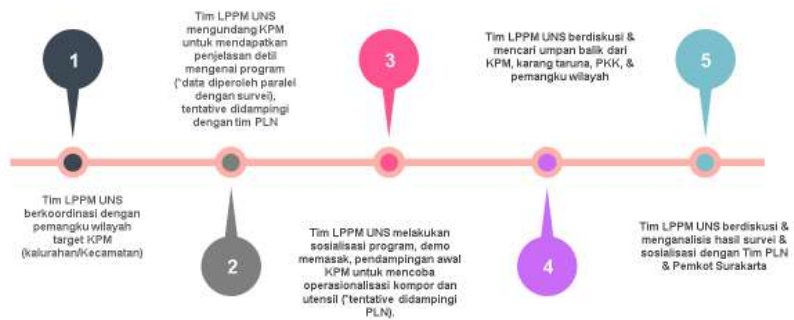 1
Tim LPPM UNS
berkoordinasi dengan
pemangku wilayah
target KPM
(kalurahan/Kecamatan)
Tim LPPM UNS
mengundang KPM
untuk mendapatkan
penjelasan detil
mengenai program
(*data diperoleh paralel
dengan survei),
tentative didampingi
dengan tim PLN
2
3
Tim LPPM UNS melakukan
sosialisasi program, demo
memasak, pendampingan awal
KPM untuk mencoba
operasionalisasi kompor dan
utensil (*tentative didampingi
PLN).
Tim LPPM UNS berdiskusi &
mencari umpan balik dari
KPM, karang taruna, PKK, &
pemangku wilayah
4
5
Tim LPPM UNS berdiskusi &
menganalisis hasil survei &
sosialisasi dengan Tim PLN
& Pemkot Surakarta